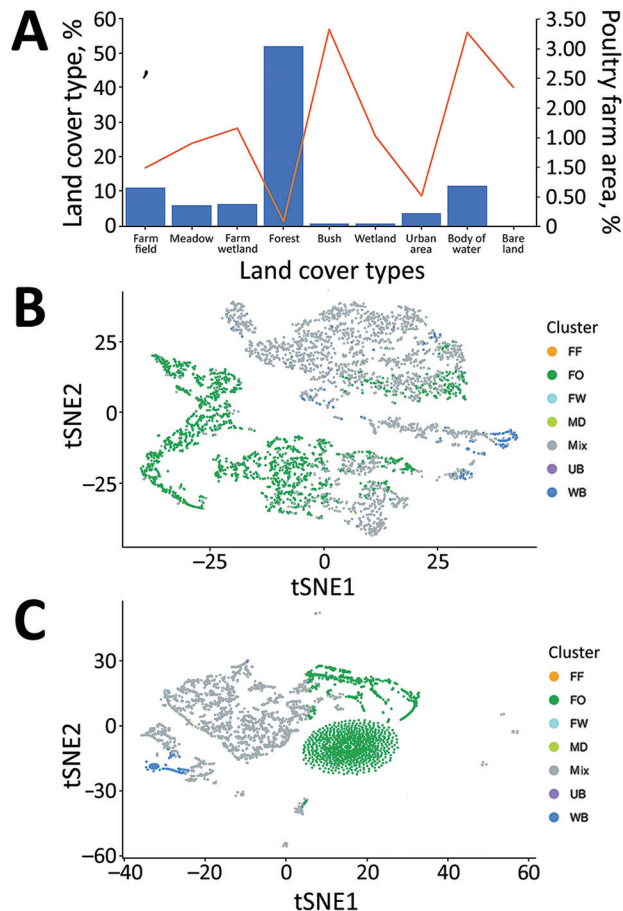 A
Land cover type, %
60
50
40
30
20
10
0
,
3.50
3.00
2.50
2.00
1.00
1.50
0.50
0
Poultry farm area, %
Farm field
Meadow
Farm wetland
Forest
Bush
Wetland
Urban area
Body of water
Bare land
Land cover types
B
tSNE2
25
0
−25
−25
0
25
tSNE1
Cluster
FF
FO
FW
MD
Mix
UB
WB
C
tSNE2
30
0
−30
−60
−40
−20
0
20
40
60
tSNE1
Cluster
FF
FO
FW
MD
Mix
UB
WB